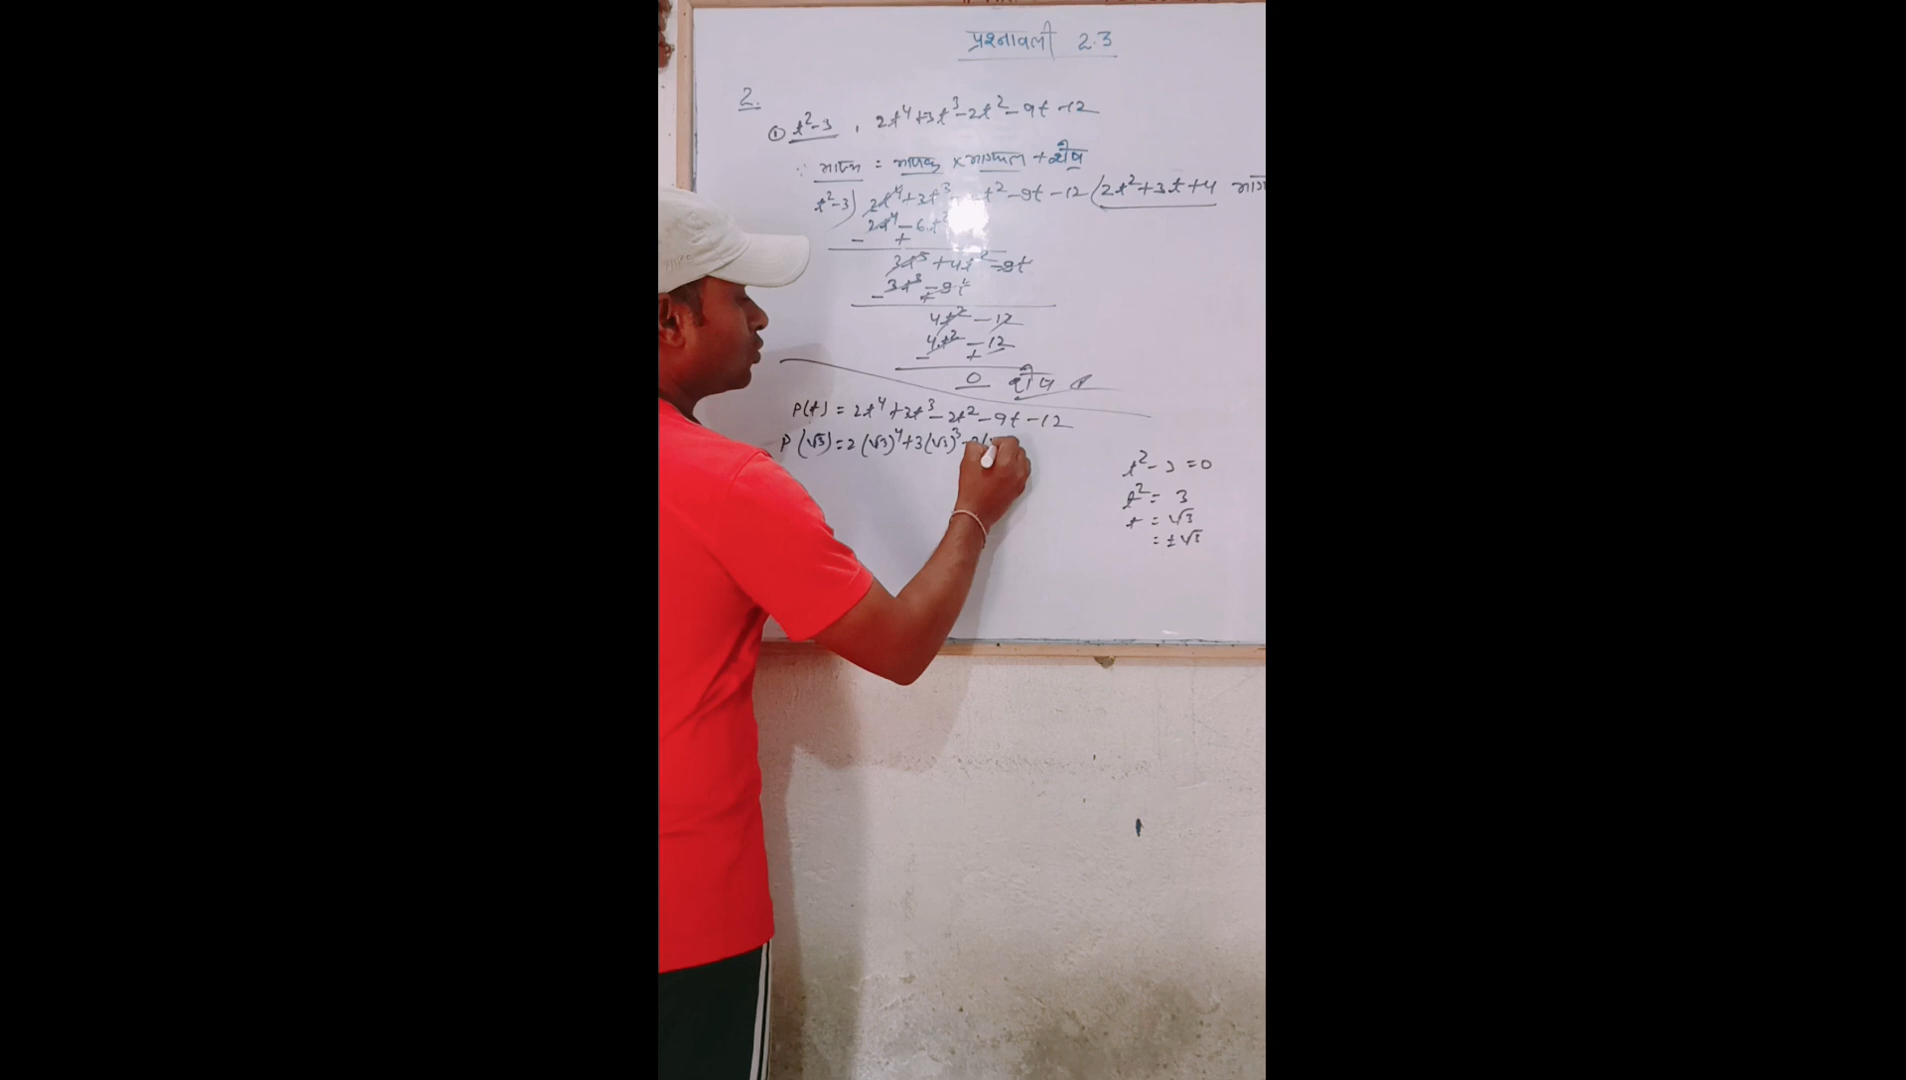 प्रश्नावली 2.3
2.
① t²-3 , 2t⁴+3t³-2t²-9t-12
∵ भाज्य = भाजक × भागफल + शेष
t²-3) 2t⁴+3t³- t²-9t-12 (2t²+3t+4
2t⁴-6t²
- +
3t³+4t²-9t
3t³-9t
- +
4t²-12
4t²-12
- +
0 शेष
P(t) = 2t⁴+3t³-2t²-9t-12
P(√3)=2(√3)⁴+3(√3)³-2(
t²-3=0
t²= 3
t = √3
= ±√3